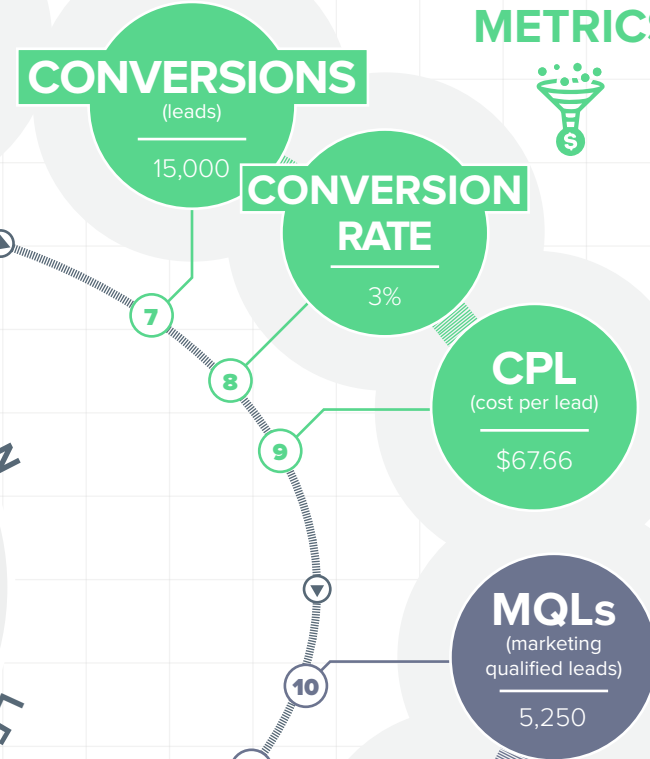 METRICS
$
CONVERSIONS
(leads)
15,000
CONVERSION
RATE
3%
7
8
CPL
(cost per lead)
$67.66
9
MQLs
(marketing
qualified leads)
5,250
10